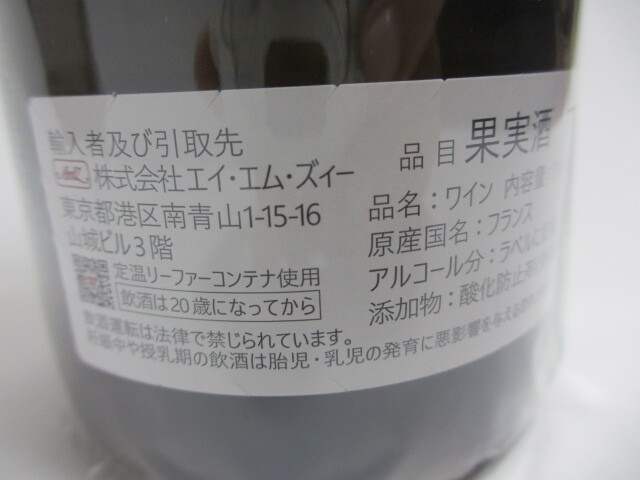 輸入者及び引取先
株式会社エイ・エム・ズィー
東京都港区南青山1-15-16
山城ビル3階
定温リーファーコンテナ使用
飲酒は20歳になってから
飲酒運転は法律で禁じられています。
妊娠中や授乳期の飲酒は胎児・乳児の発育に悪影響を与える
品目 果実酒
品名：ワイン 内容量
原産国名：フランス
アルコール分：ラベルに
添加物：酸化防止